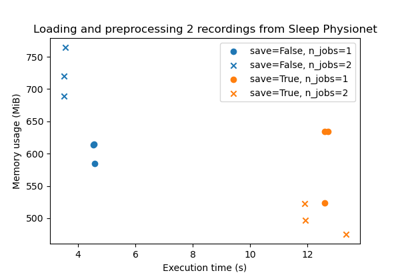 Loading and preprocessing 2 recordings from Sleep Physionet
750
700
650
600
550
500
Memory usage (MiB)
save=False, n_jobs=1
save=False, n_jobs=2
save=True, n_jobs=1
save=True, n_jobs=2
4 6 8 10 12
Execution time (s)